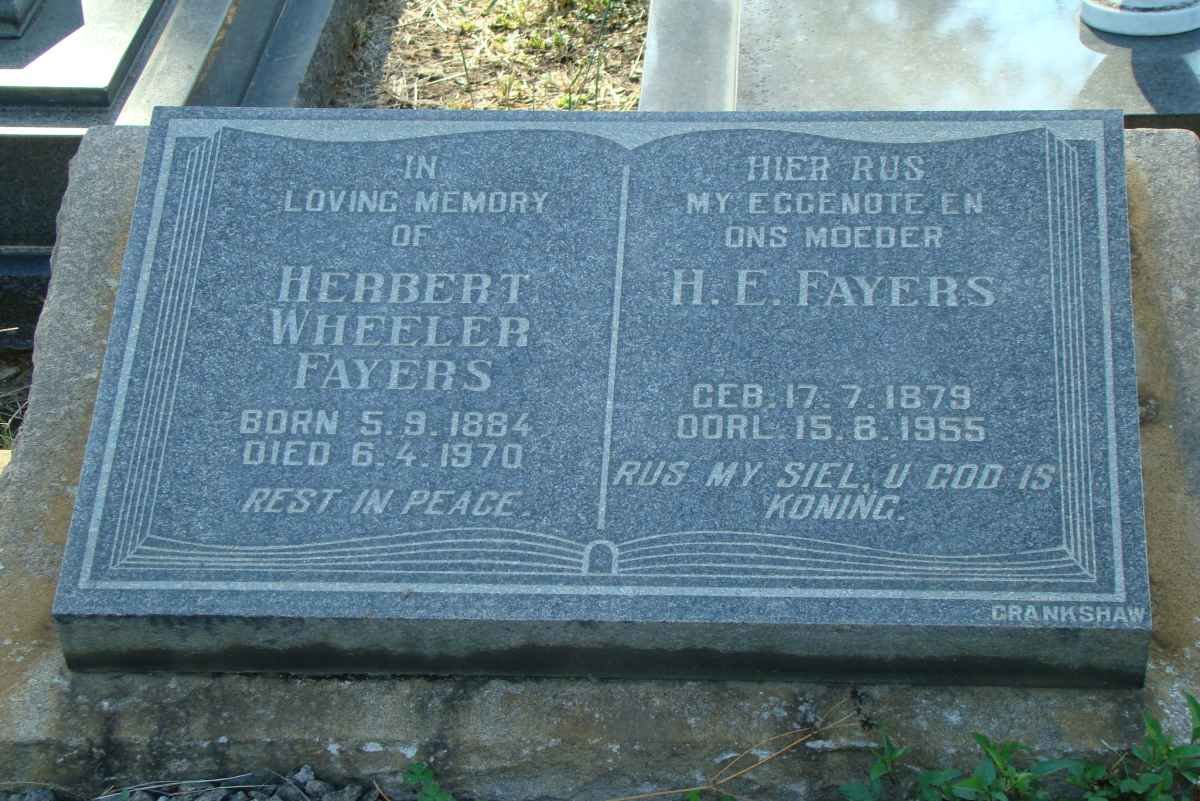 IN
LOVING MEMORY
OF
HERBERT
WHEELER
FAYERS
BORN 5.9.1884
DIED 6.4.1970
REST IN PEACE.
HIER RUS
MY EGGENOTE EN
ONS MOEDER
H. E. FAYERS
GEB. 17.7.1879
OORL. 15.8.1955
RUS MY SIEL, U GOD IS
KONING.
CRANKSHAW